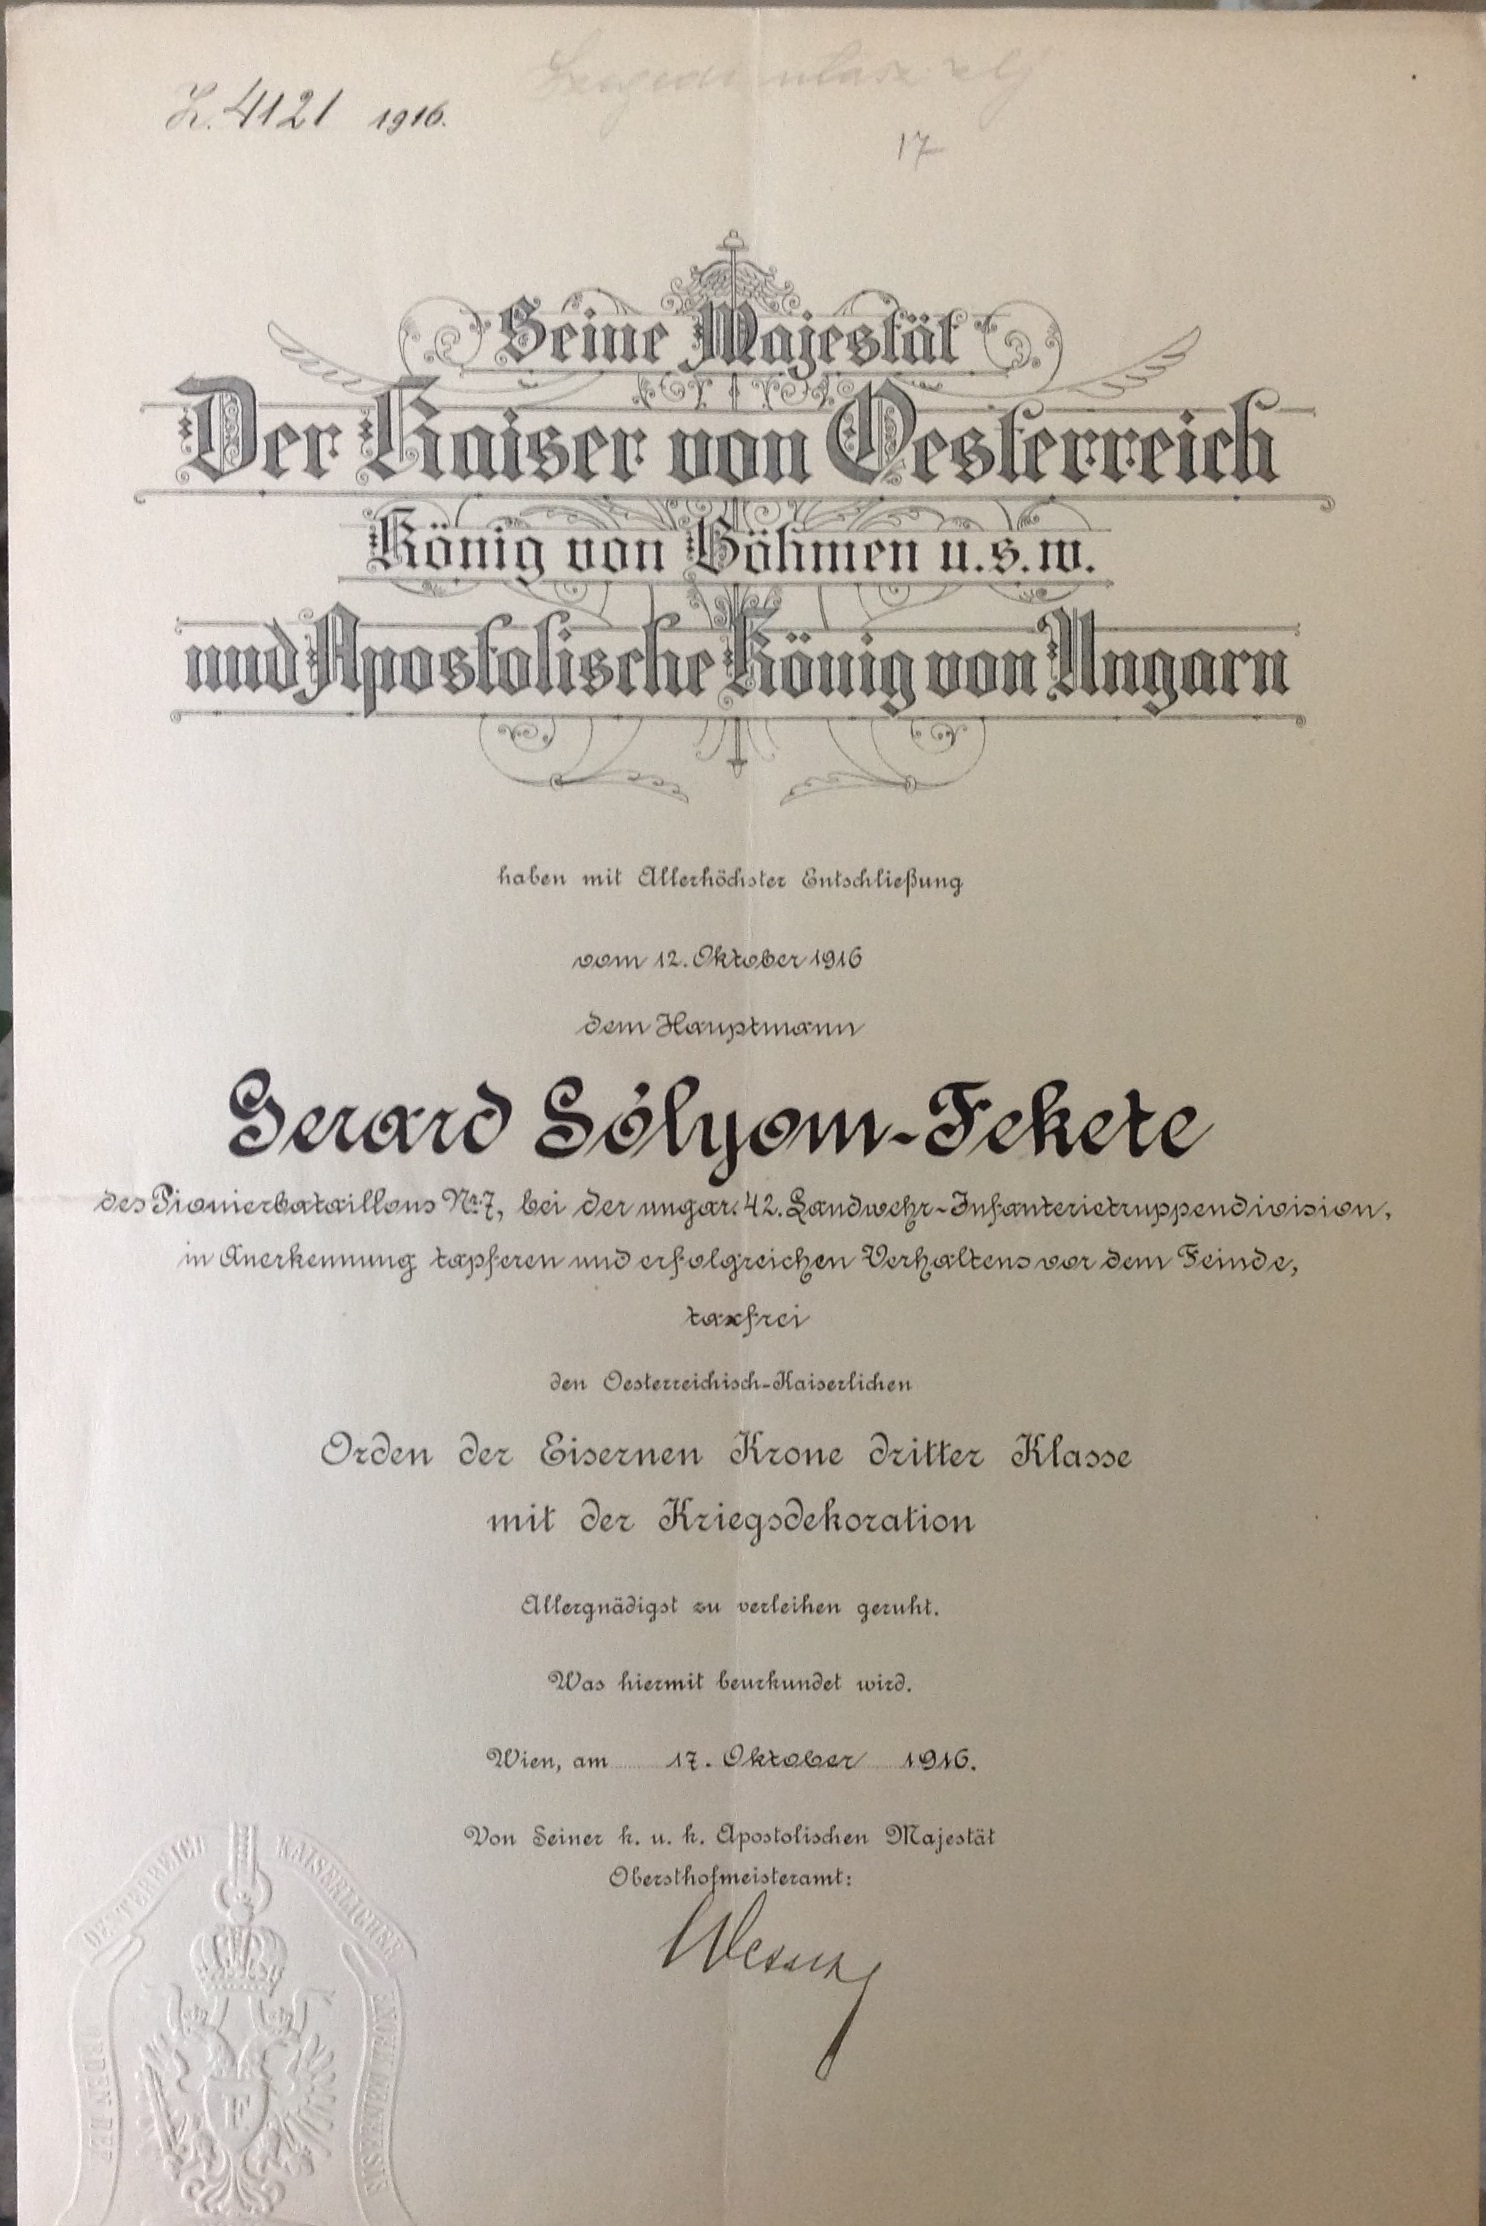 Z. 4121 1916.
17
Seine Majestät
Der Kaiser von Oesterreich
König von Böhmen u.s.w.
und Apostolische König von Ungarn
haben mit Allerhöchster Entschließung
vom 12. Oktober 1916
dem Hauptmann
Gerard Sólyom-Fekete
des Pionierbataillons Nr. 7, bei der ungar. 42. Landwehr-Infanterietruppendivision,
in Anerkennung tapferen und erfolgreichen Verhaltens vor dem Feinde,
taxfrei
den Oesterreichisch-Kaiserlichen
Orden der Eisernen Krone dritter Klasse
mit der Kriegsdekoration
Allergnädigst zu verleihen geruht.
Was hiermit beurkundet wird.
Wien, am 17. Oktober 1916.
Von Seiner k. u. k. Apostolischen Majestät
Obersthofmeisteramt:
OESTERREICH KAISERLICHER
ORDEN DER EISERNEN KRONE